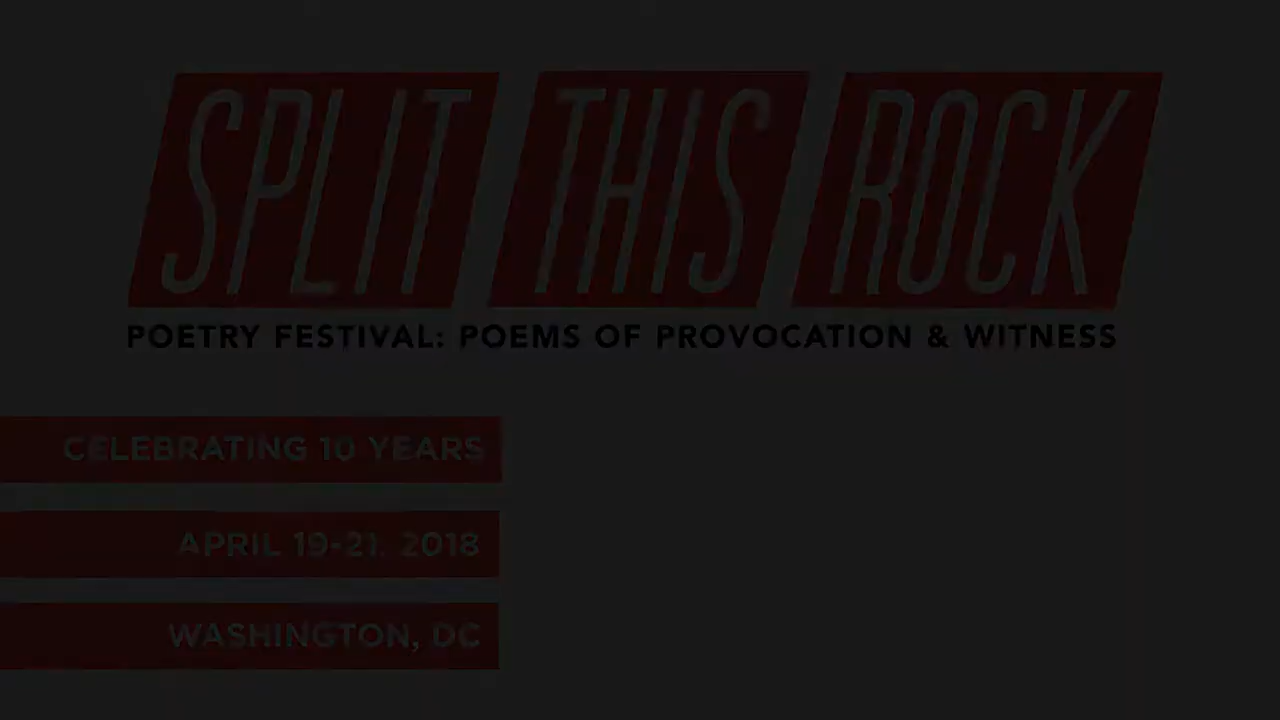 SPLIT THIS ROCK
POETRY FESTIVAL: POEMS OF PROVOCATION & WITNESS
CELEBRATING 10 YEARS
APRIL 19-21, 2018
WASHINGTON, DC